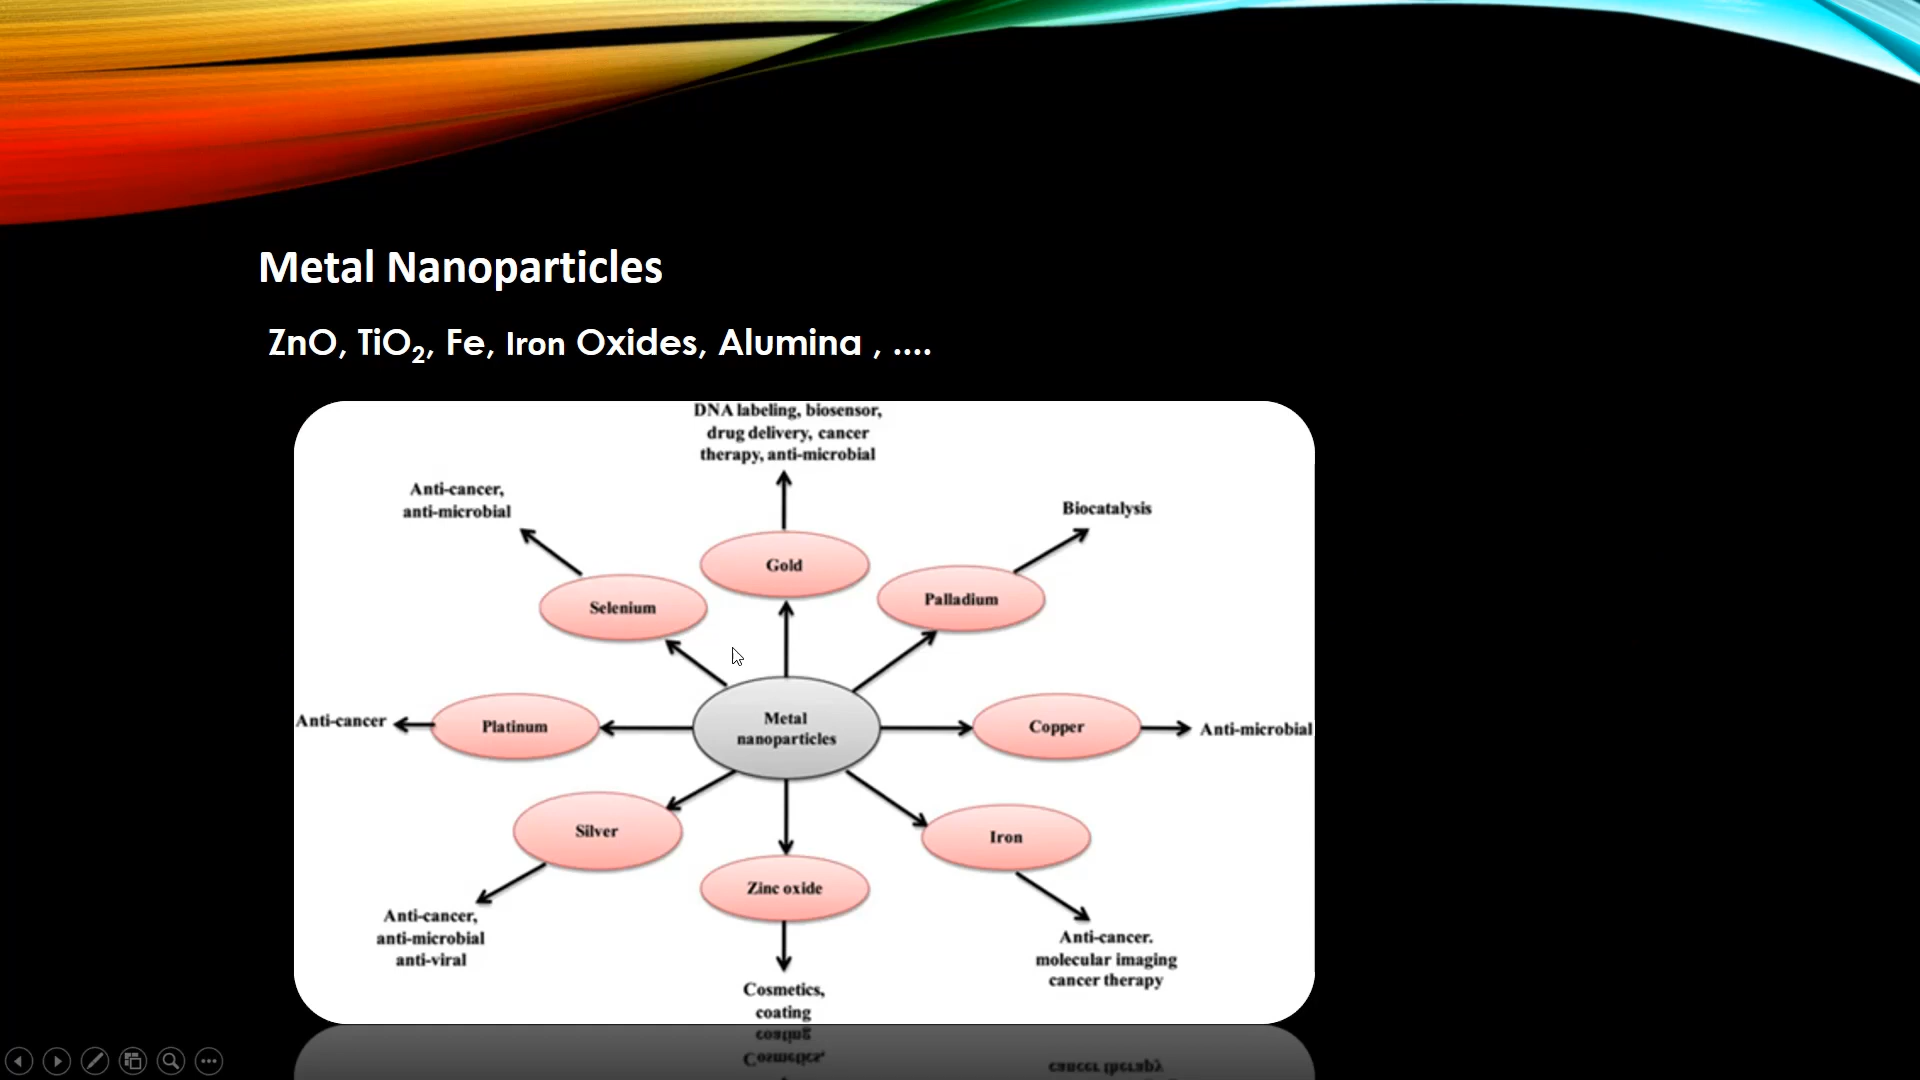 Metal Nanoparticles
ZnO, TiO₂, Fe, Iron Oxides, Alumina , ....
DNA labeling, biosensor,
drug delivery, cancer
therapy, anti-microbial
Anti-cancer,
anti-microbial
Biocatalysis
Gold
Selenium
Palladium
Anti-cancer
Platinum
Metal
nanoparticles
Copper
Anti-microbial
Silver
Iron
Zinc oxide
Anti-cancer,
anti-microbial
anti-viral
Anti-cancer.
molecular imaging
cancer therapy
Cosmetics,
coating